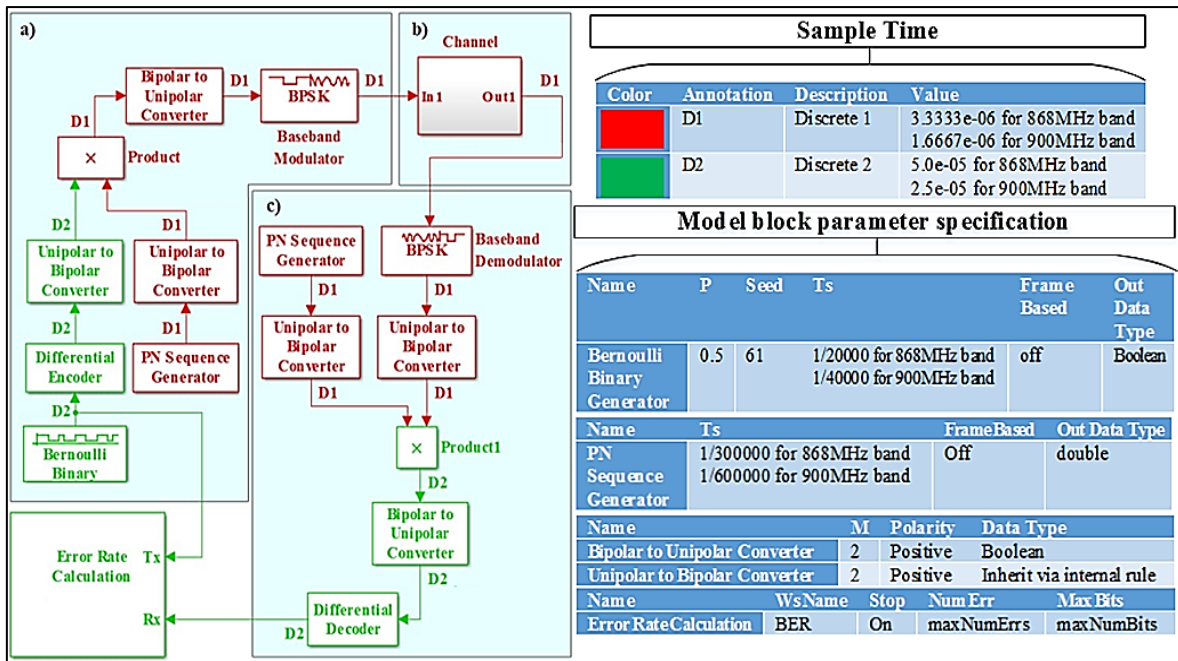 a)
Bipolar to
Unipolar
Converter
D1
BPSK
Baseband
Modulator
D1
D1
×
Product
D2
D1
Unipolar to
Bipolar
Converter
Unipolar to
Bipolar
Converter
D2
D1
Differential
Encoder
PN Sequence
Generator
D2
Bernoulli
Binary
Error Rate
Calculation
Tx
Rx
b)
Channel
In1
Out1
D1
c)
PN Sequence
Generator
BPSK
Baseband
Demodulator
D1
D1
Unipolar to
Bipolar
Converter
Unipolar to
Bipolar
Converter
D1
D1
×
Product1
D2
Bipolar to
Unipolar
Converter
D2
Differential
Decoder
D2
Sample Time
Color Annotation Description Value
D1 Discrete 1 3.3333e-06 for 868MHz band
1.6667e-06 for 900MHz band
D2 Discrete 2 5.0e-05 for 868MHz band
2.5e-05 for 900MHz band
Model block parameter specification
Name P Seed Ts Frame Based Out Data Type
Bernoulli Binary Generator 0.5 61 1/20000 for 868MHz band off Boolean
1/40000 for 900MHz band
Name Ts FrameBased Out Data Type
PN Sequence Generator 1/300000 for 868MHz band Off double
1/600000 for 900MHz band
Name M Polarity Data Type
Bipolar to Unipolar Converter 2 Positive Boolean
Unipolar to Bipolar Converter 2 Positive Inherit via internal rule
Name WsName Stop NumErr MaxBits
Error Rate Calculation BER On maxNumErrs maxNumBits